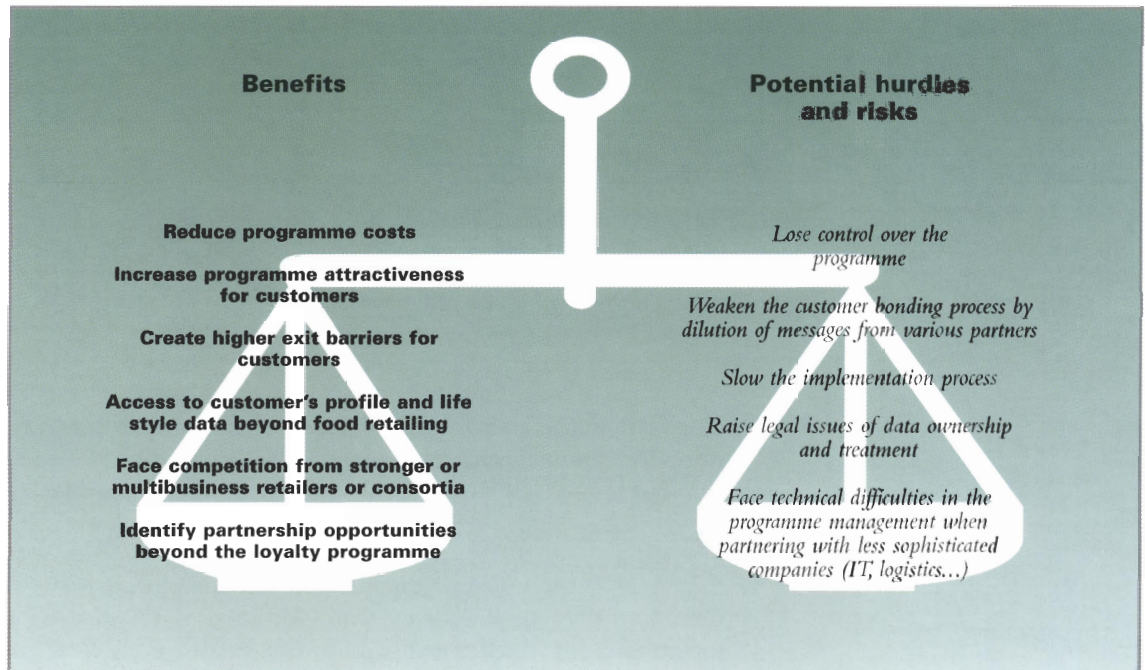 Benefits
Reduce programme costs
Increase programme attractiveness
for customers
Create higher exit barriers for
customers
Access to customer's profile and life
style data beyond food retailing
Face competition from stronger or
multibusiness retailers or consortia
Identify partnership opportunities
beyond the loyalty programme
Potential hurdles
and risks
Lose control over the
programme
Weaken the customer bonding process by
dilution of messages from various partners
Slow the implementation process
Raise legal issues of data ownership
and treatment
Face technical difficulties in the
programme management when
partnering with less sophisticated
companies (IT, logistics...)